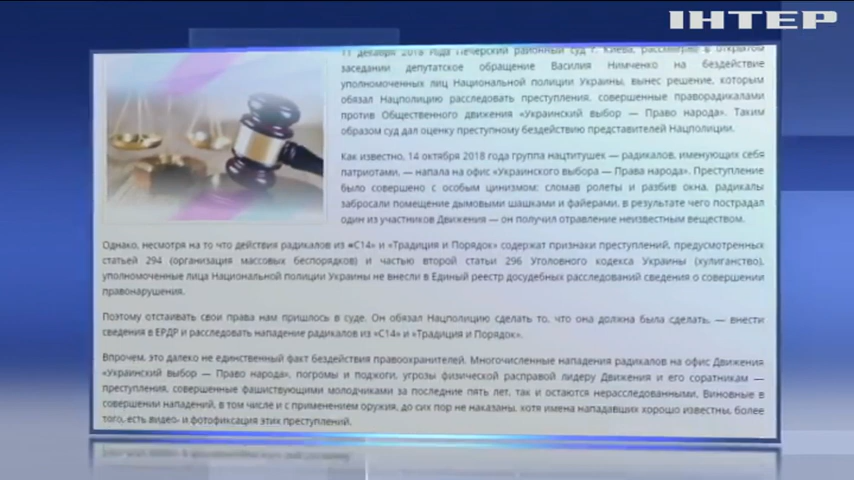 ІНТЕР
11 декабря 2018 года Печерский районный суд г. Киева, рассмотрев в открытом
заседании депутатское обращение Василия Нимченко на бездействие
уполномоченных лиц Национальной полиции Украины, вынес решение, которым
обязал Нацполицию расследовать преступления, совершенные праворадикалами
против Общественного движения «Украинский выбор — Право народа». Таким
образом суд дал оценку преступному бездействию представителей Нацполиции.
Как известно, 14 октября 2018 года группа нацтитушек — радикалов, именующих себя
патриотами, — напала на офис «Украинского выбора — Права народа». Преступление
было совершено с особым цинизмом: сломав ролеты и разбив окна, радикалы
забросали помещение дымовыми шашками и файерами, в результате чего пострадал
один из участников Движения — он получил отравление неизвестным веществом.
Однако, несмотря на то что действия радикалов из «С14» и «Традиция и Порядок» содержат признаки преступлений, предусмотренных
статьей 294 (организация массовых беспорядков) и частью второй статьи 296 Уголовного кодекса Украины (хулиганство),
уполномоченные лица Национальной полиции Украины не внесли в Единый реестр досудебных расследований сведения о совершении
правонарушения.
Поэтому отстаивать свои права нам пришлось в суде. Он обязал Нацполицию сделать то, что она должна была сделать, — внести
сведения в ЕРДР и расследовать нападение радикалов из «С14» и «Традиция и Порядок».
Впрочем, это далеко не единственный факт бездействия правоохранителей. Многочисленные нападения радикалов на офис Движения
«Украинский выбор — Право народа», погромы и поджоги, угрозы физической расправой лидеру Движения и его соратникам —
преступления, совершенные фашиствующими молодчиками за последние пять лет, так и остаются нерасследованными. Виновные в
совершении нападений, в том числе и с применением оружия, до сих пор не наказаны, хотя имена нападавших хорошо известны, более
того, есть видео- и фотофиксация этих преступлений.